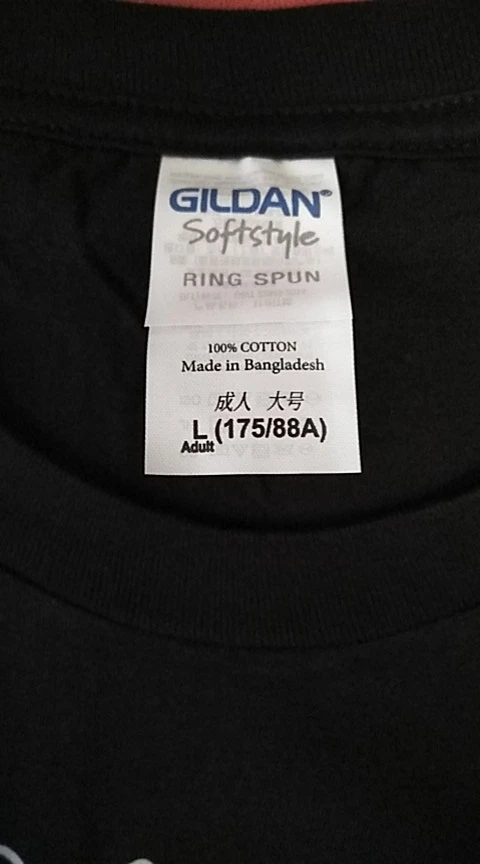 GILDAN®
Softstyle
RING SPUN
100% COTTON
Made in Bangladesh
成人 大号
L (175/88A)
Adult